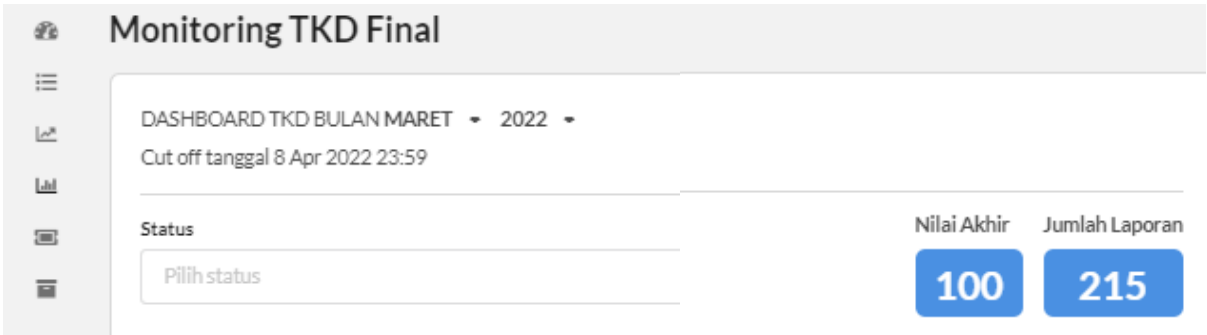 Monitoring TKD Final
DASHBOARD TKD BULAN MARET 2022
Cut off tanggal 8 Apr 2022 23:59
Status
Pilih status
Nilai Akhir Jumlah Laporan
100 215